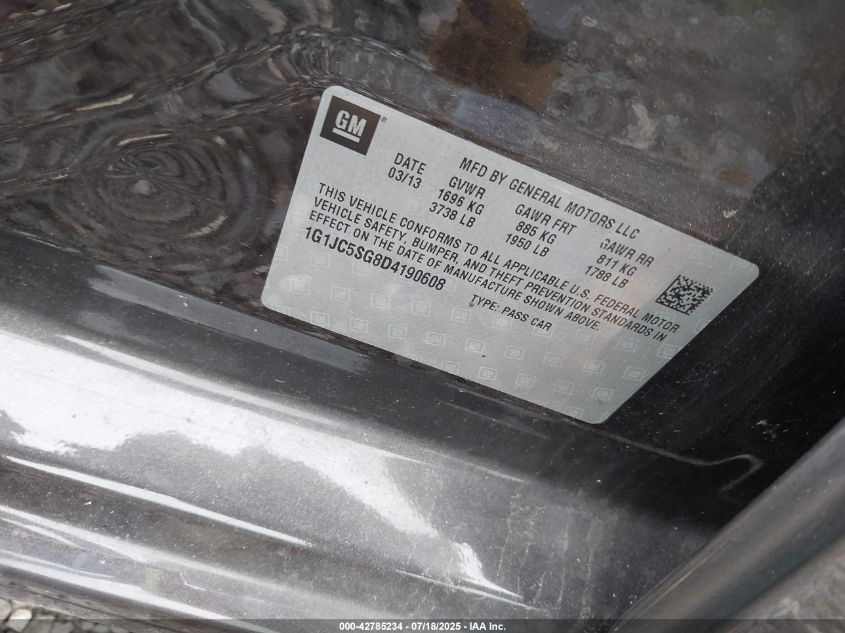 GM ®
MFD BY GENERAL MOTORS LLC
DATE GVWR GAWR FRT GAWR RR
03/13 1696 KG 885 KG 811 KG
3738 LB 1950 LB 1788 LB
THIS VEHICLE CONFORMS TO ALL APPLICABLE U.S. FEDERAL MOTOR
VEHICLE SAFETY, BUMPER, AND THEFT PREVENTION STANDARDS IN
EFFECT ON THE DATE OF MANUFACTURE SHOWN ABOVE.
1G1JC5SG8D4190608 TYPE: PASS CAR
000-42785234 - 07/18/2025 - IAA Inc.